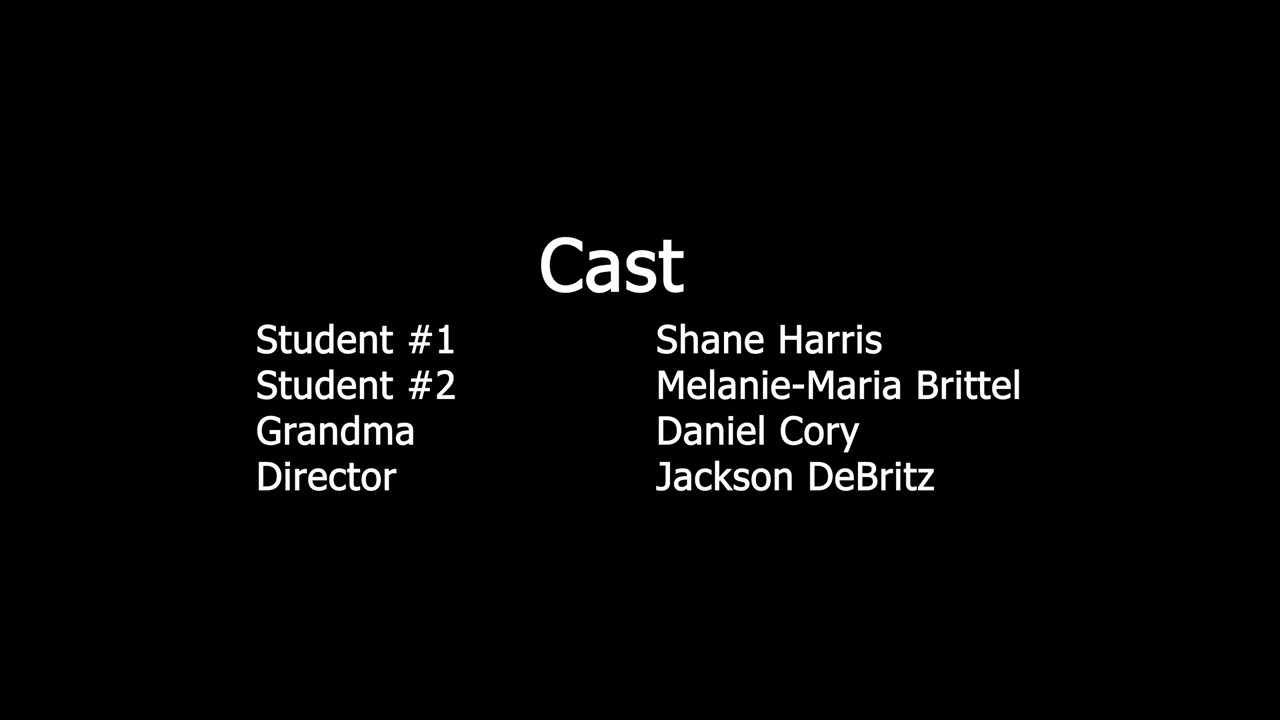 Cast
Student #1 Shane Harris
Student #2 Melanie-Maria Brittel
Grandma Daniel Cory
Director Jackson DeBritz